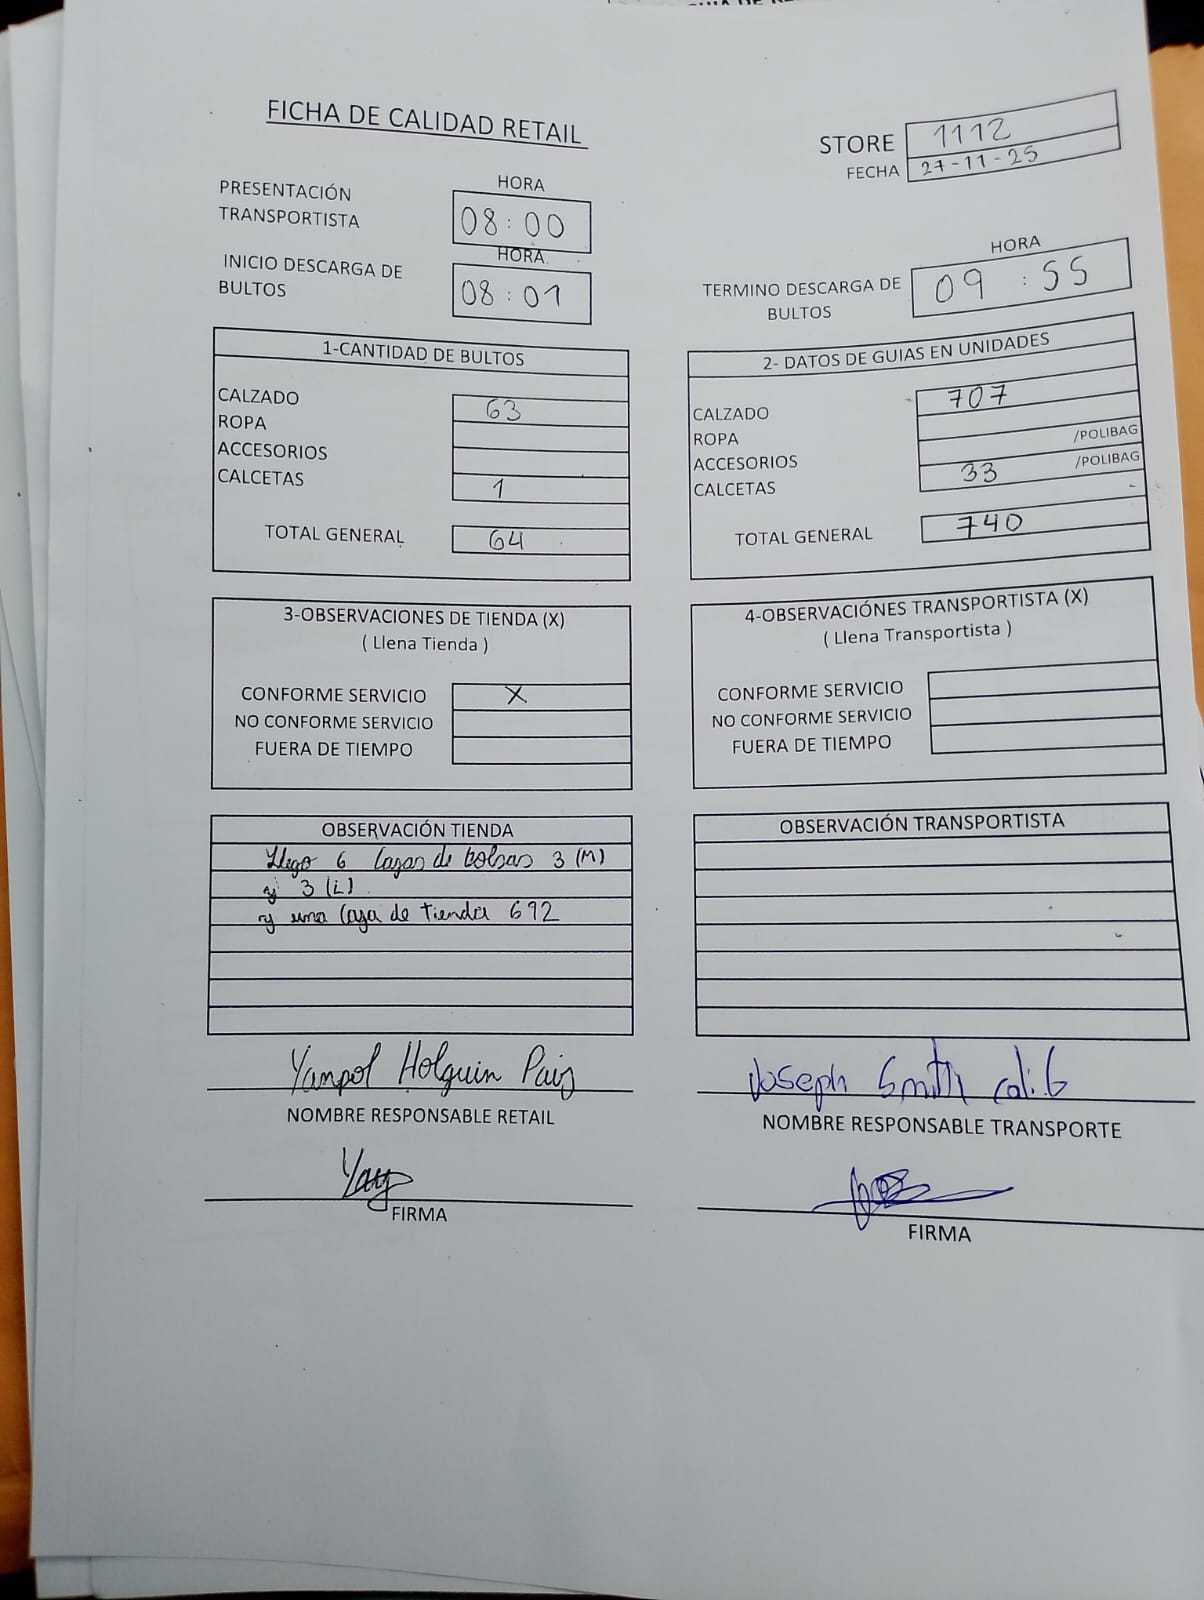 FICHA DE CALIDAD RETAIL
STORE 1112
FECHA 27-11-25
HORA
PRESENTACIÓN
TRANSPORTISTA
08:00
HORA
INICIO DESCARGA DE
BULTOS
08:01
HORA
TERMINO DESCARGA DE
BULTOS
09:55
1-CANTIDAD DE BULTOS
CALZADO 63
ROPA
ACCESORIOS
CALCETAS 1
TOTAL GENERAL 64
2- DATOS DE GUIAS EN UNIDADES
CALZADO 707
ROPA /POLIBAG
ACCESORIOS 33 /POLIBAG
CALCETAS
TOTAL GENERAL 740
3-OBSERVACIONES DE TIENDA (X)
( Llena Tienda )
CONFORME SERVICIO X
NO CONFORME SERVICIO
FUERA DE TIEMPO
4-OBSERVACIÓNES TRANSPORTISTA (X)
( Llena Transportista )
CONFORME SERVICIO
NO CONFORME SERVICIO
FUERA DE TIEMPO
OBSERVACIÓN TIENDA
Llego 6 Cajas de bolsas 3 (M)
y 3 (L)
y una Caja de tienda 692
OBSERVACIÓN TRANSPORTISTA
Yanpol Holguin
NOMBRE RESPONSABLE RETAIL
Joseph Smith
NOMBRE RESPONSABLE TRANSPORTE
FIRMA
FIRMA